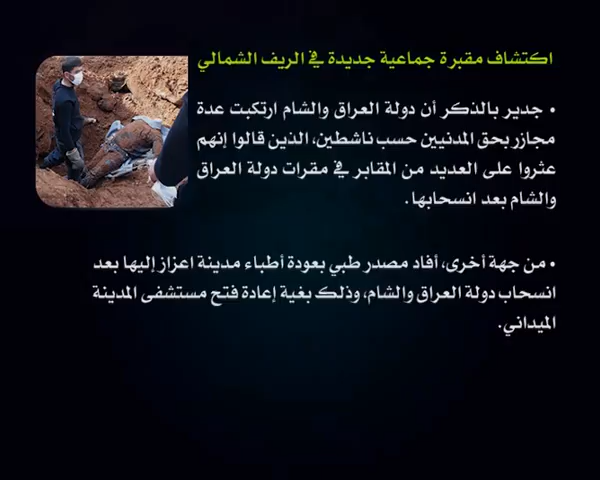 اكتشاف مقبرة جماعية جديدة في الريف الشمالي
• جدير بالذكر أن دولة العراق والشام ارتكبت عدة
مجازر بحق المدنيين حسب ناشطين، الذين قالوا إنهم
عثروا على العديد من المقابر في مقرات دولة العراق
والشام بعد انسحابها.
• من جهة أخرى، أفاد مصدر طبي بعودة أطباء مدينة اعزاز إليها بعد
انسحاب دولة العراق والشام، وذلك بغية إعادة فتح مستشفى المدينة
الميداني.